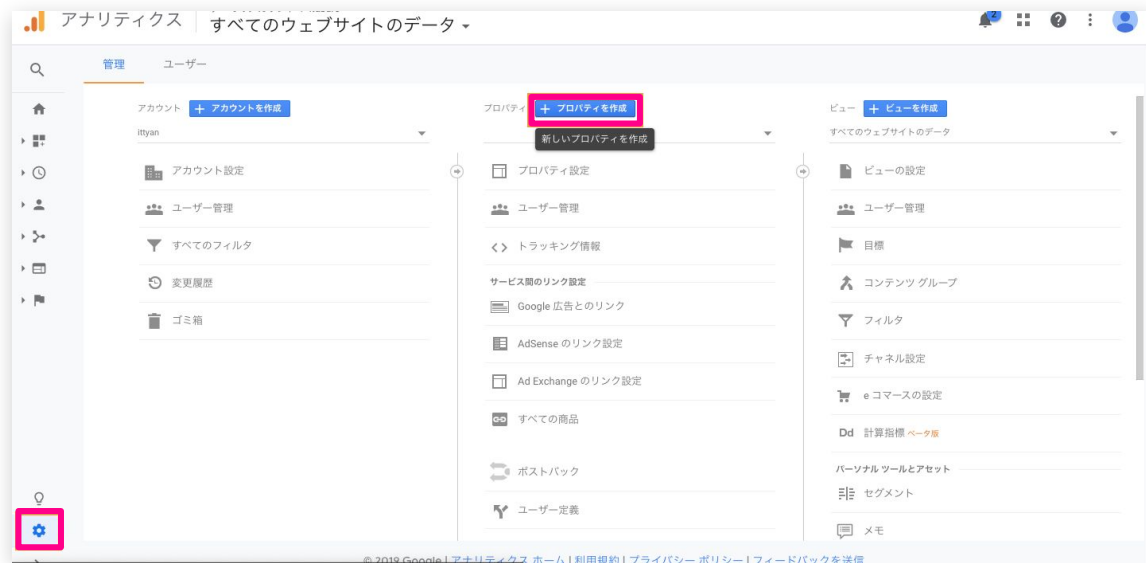 アナリティクス
すべてのウェブサイトのデータ
2
管理
ユーザー
アカウント
+ アカウントを作成
ittyan
アカウント設定
ユーザー管理
すべてのフィルタ
変更履歴
ゴミ箱
プロパティ
+ プロパティを作成
新しいプロパティを作成
プロパティ設定
ユーザー管理
トラッキング情報
サービス間のリンク設定
Google 広告とのリンク
AdSense のリンク設定
Ad Exchange のリンク設定
すべての商品
ポストバック
ユーザー定義
ビュー
+ ビューを作成
すべてのウェブサイトのデータ
ビューの設定
ユーザー管理
目標
コンテンツ グループ
フィルタ
チャネル設定
e コマースの設定
Dd 計算指標 ベータ版
パーソナル ツールとアセット
セグメント
メモ
© 2019 Google | アナリティクス ホーム | 利用規約 | プライバシー ポリシー | フィードバックを送信